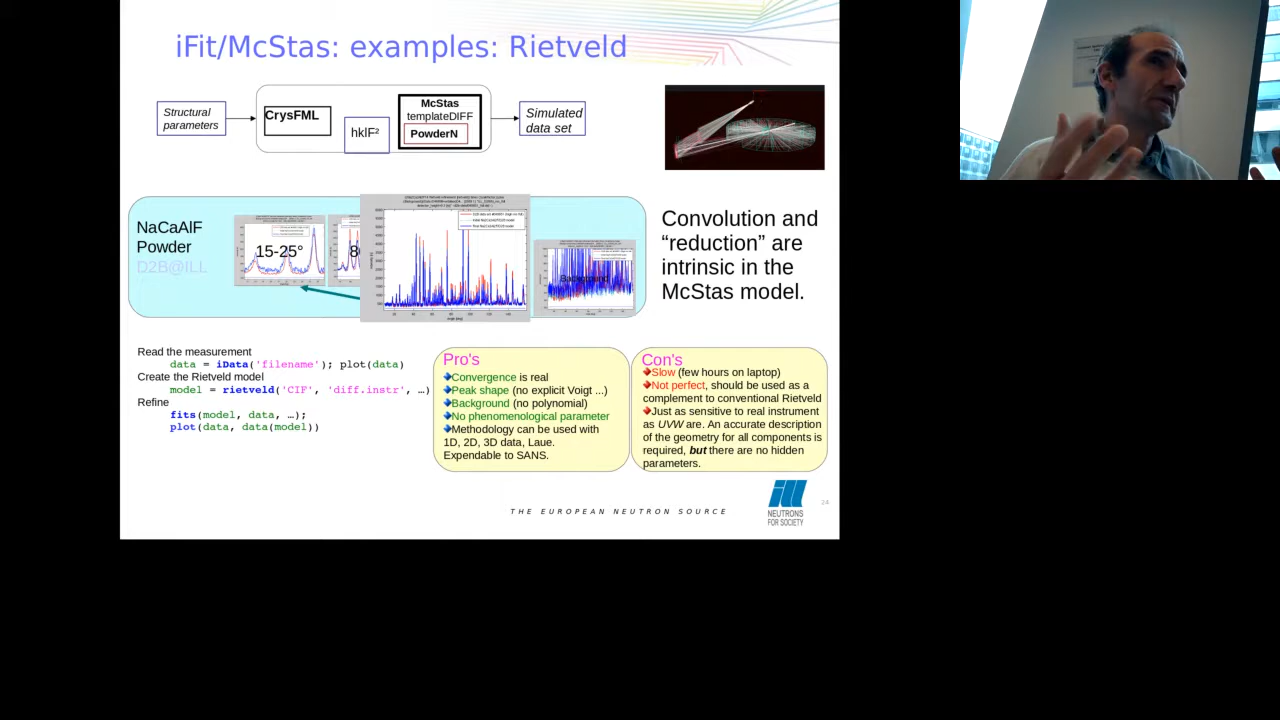 iFit/McStas: examples: Rietveld
Structural
parameters
CrysFML
hklF²
McStas
templateDIFF
PowderN
Simulated
data set
NaCaAlF
Powder
D2B@ILL
15-25°
8
Background
Convolution and
“reduction” are
intrinsic in the
McStas model.
Read the measurement
data = iData('filename'); plot(data)
Create the Rietveld model
model = rietveld('CIF', 'diff.instr', …)
Refine
fits(model, data, …);
plot(data, data(model))
Pro's
Convergence is real
Peak shape (no explicit Voigt ...)
Background (no polynomial)
No phenomenological parameter
Methodology can be used with
1D, 2D, 3D data, Laue.
Expendable to SANS.
Con's
Slow (few hours on laptop)
Not perfect, should be used as a
complement to conventional Rietveld
Just as sensitive to real instrument
as UVW are. An accurate description
of the geometry for all components is
required, but there are no hidden
parameters.
THE EUROPEAN NEUTRON SOURCE
NEUTRONS
FOR SOCIETY
24